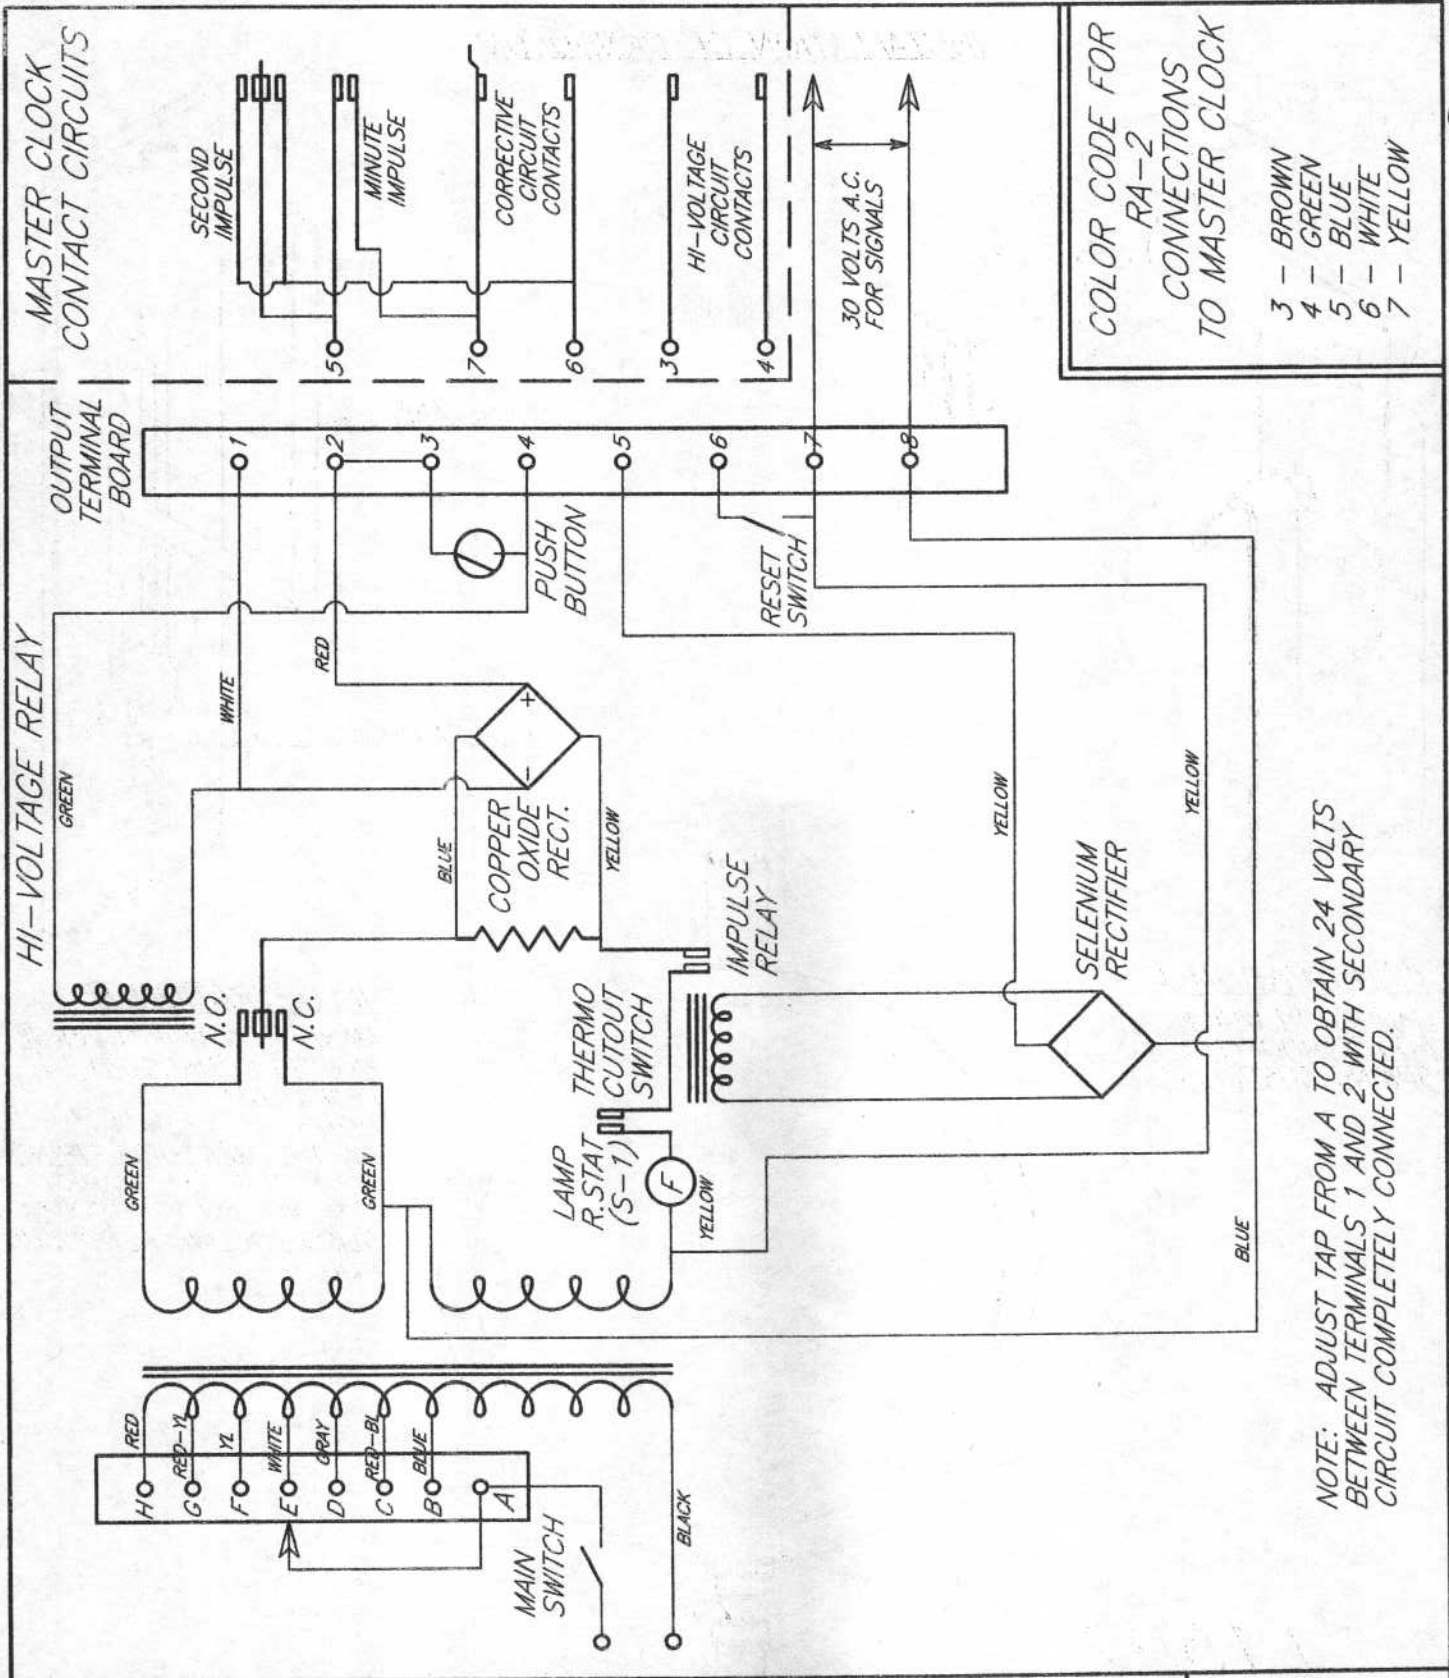 MASTER CLOCK
CONTACT CIRCUITS
SECOND
IMPULSE
MINUTE
IMPULSE
CORRECTIVE
CIRCUIT
CONTACTS
HI-VOLTAGE
CIRCUIT
CONTACTS
5
7
6
3
4
30 VOLTS A.C.
FOR SIGNALS
COLOR CODE FOR
RA-2
CONNECTIONS
TO MASTER CLOCK
3 - BROWN
4 - GREEN
5 - BLUE
6 - WHITE
7 - YELLOW
OUTPUT
TERMINAL
BOARD
1
2
3
4
5
6
7
8
HI-VOLTAGE RELAY
GREEN
WHITE
RED
PUSH
BUTTON
RESET
SWITCH
N.O.
N.C.
BLUE
COPPER
OXIDE
RECT.
+
-
YELLOW
YELLOW
YELLOW
GREEN
GREEN
THERMO
CUTOUT
SWITCH
IMPULSE
RELAY
SELENIUM
RECTIFIER
LAMP
R.STAT
(S-1)
F
YELLOW
BLUE
RED
RED-YL
YL
WHITE
GRAY
RED-BL
BLUE
H
G
F
E
D
C
B
A
MAIN
SWITCH
BLACK
NOTE: ADJUST TAP FROM A TO OBTAIN 24 VOLTS
BETWEEN TERMINALS 1 AND 2 WITH SECONDARY
CIRCUIT COMPLETELY CONNECTED.